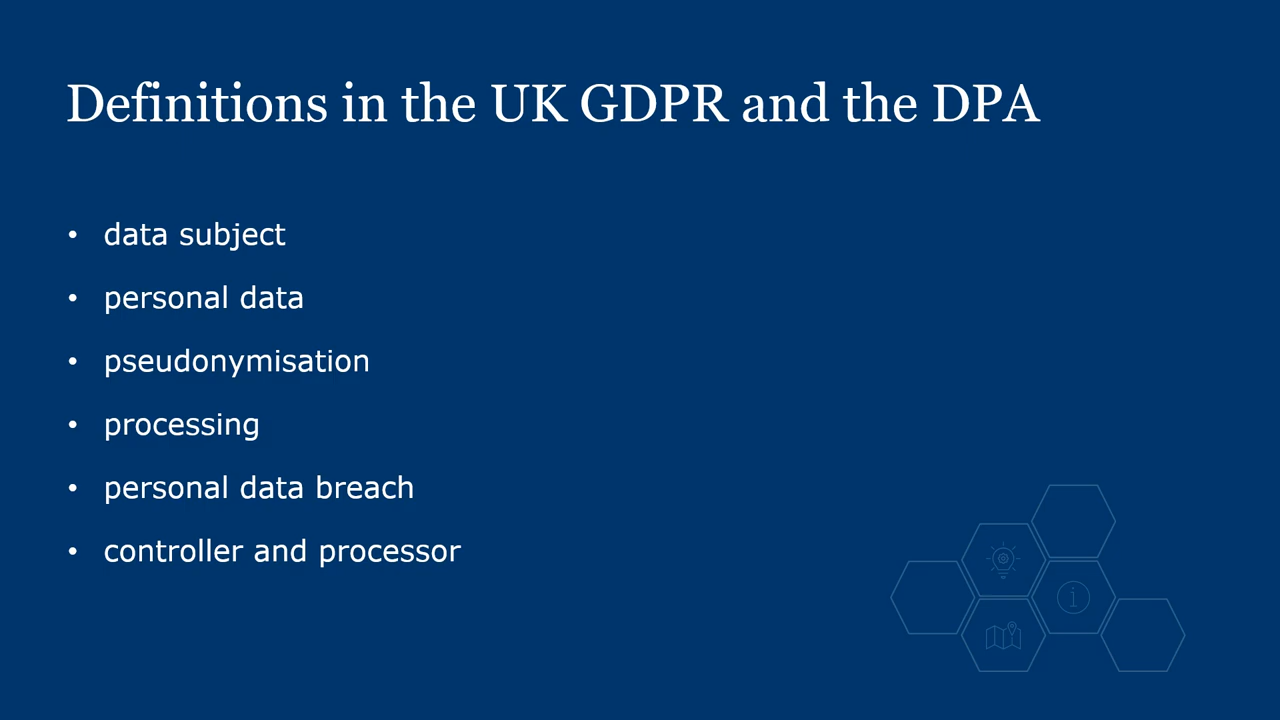 Definitions in the UK GDPR and the DPA
• data subject
• personal data
• pseudonymisation
• processing
• personal data breach
• controller and processor